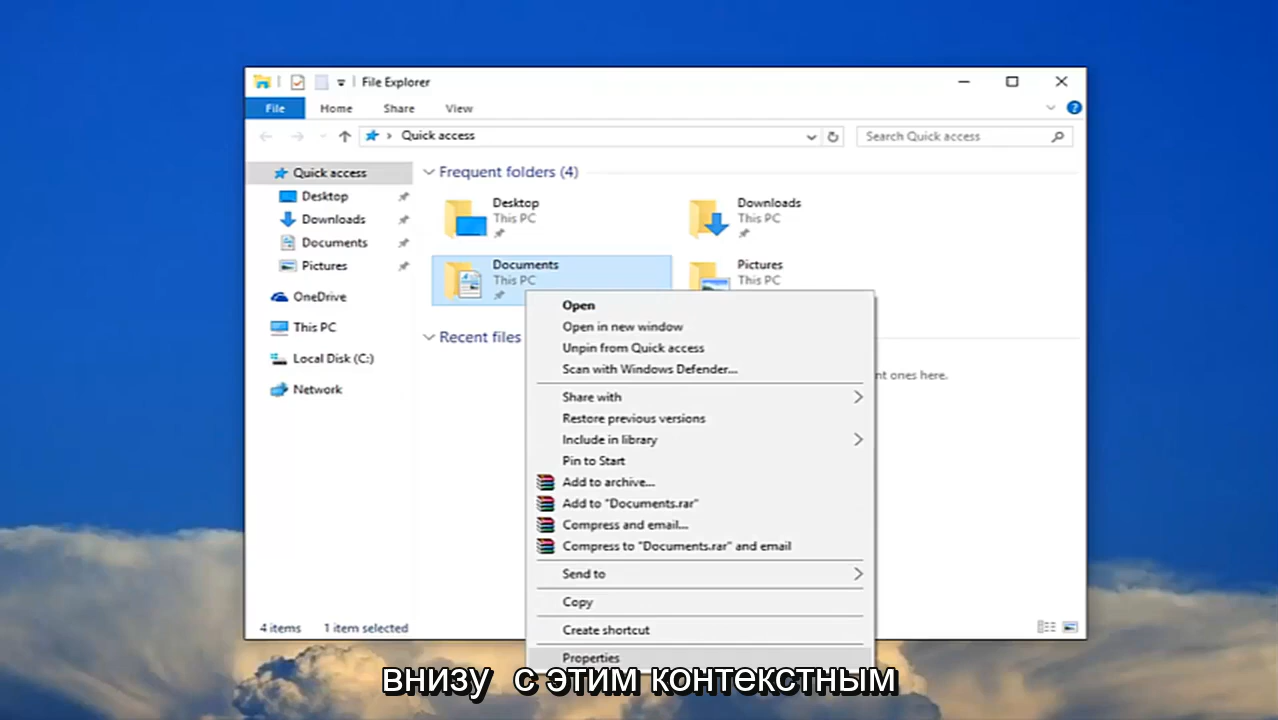 File Explorer
File Home Share View
Quick access
Search Quick access
Quick access
Desktop
Downloads
Documents
Pictures
OneDrive
This PC
Local Disk (C:)
Network
Frequent folders (4)
Desktop
This PC
Downloads
This PC
Documents
This PC
Pictures
This PC
Recent files
nt ones here.
Open
Open in new window
Unpin from Quick access
Scan with Windows Defender...
Share with
Restore previous versions
Include in library
Pin to Start
Add to archive...
Add to "Documents.rar"
Compress and email...
Compress to "Documents.rar" and email
Send to
Copy
Create shortcut
Properties
4 items 1 item selected
внизу с этим контекстным